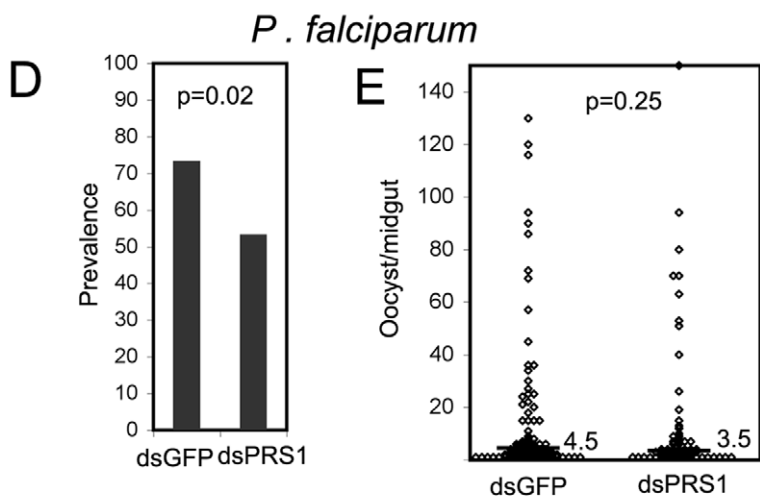 P . falciparum
D
100
90
80
70
60
50
40
30
20
10
0
Prevalence
p=0.02
dsGFP dsPRS1
E
140
120
100
80
60
40
20
Oocyst/midgut
p=0.25
4.5
3.5
dsGFP dsPRS1